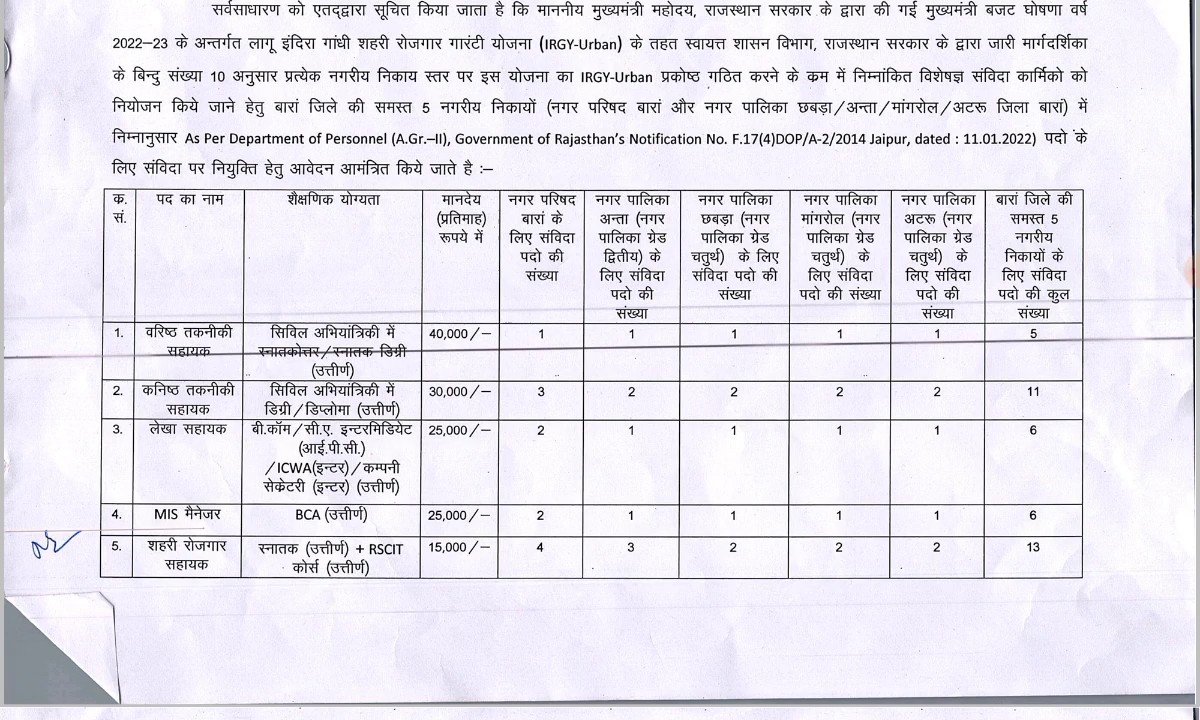 सर्वसाधारण को एतद्द्वारा सूचित किया जाता है कि माननीय मुख्यमंत्री महोदय, राजस्थान सरकार के द्वारा की गई मुख्यमंत्री बजट घोषणा वर्ष
2022–23 के अन्तर्गत लागू इंदिरा गांधी शहरी रोजगार गारंटी योजना (IRGY-Urban) के तहत स्वायत्त शासन विभाग, राजस्थान सरकार के द्वारा जारी मार्गदर्शिका
के बिन्दु संख्या 10 अनुसार प्रत्येक नगरीय निकाय स्तर पर इस योजना का IRGY-Urban प्रकोष्ठ गठित करने के क्रम में निम्नांकित विशेषज्ञ संविदा कार्मिको को
नियोजन किये जाने हेतु बारां जिले की समस्त 5 नगरीय निकायों (नगर परिषद बारां और नगर पालिका छबड़ा/अन्ता/मांगरोल/अटरू जिला बारां) में
निम्नानुसार As Per Department of Personnel (A.Gr.–II), Government of Rajasthan's Notification No. F.17(4)DOP/A-2/2014 Jaipur, dated : 11.01.2022) पदो के
लिए संविदा पर नियुक्ति हेतु आवेदन आमंत्रित किये जाते है :–
क. सं. | पद का नाम | शैक्षणिक योग्यता | मानदेय (प्रतिमाह) रूपये में | नगर परिषद बारां के लिए संविदा पदो की संख्या | नगर पालिका अन्ता (नगर पालिका ग्रेड द्वितीय) के लिए संविदा पदो की संख्या | नगर पालिका छबड़ा (नगर पालिका ग्रेड चतुर्थ) के लिए संविदा पदो की संख्या | नगर पालिका मांगरोल (नगर पालिका ग्रेड चतुर्थ) के लिए संविदा पदो की संख्या | नगर पालिका अटरू (नगर पालिका ग्रेड चतुर्थ) के लिए संविदा पदो की संख्या | बारां जिले की समस्त 5 नगरीय निकायों के लिए संविदा पदो की कुल संख्या
1. | वरिष्ठ तकनीकी सहायक | सिविल अभियांत्रिकी में स्नातकोत्तर/स्नातक डिग्री (उत्तीर्ण) | 40,000/– | 1 | 1 | 1 | 1 | 1 | 5
2. | कनिष्ठ तकनीकी सहायक | सिविल अभियांत्रिकी में डिग्री/डिप्लोमा (उत्तीर्ण) | 30,000/– | 3 | 2 | 2 | 2 | 2 | 11
3. | लेखा सहायक | बी.कॉम/सी.ए. इन्टरमिडियेट (आई.पी.सी.) /ICWA(इन्टर)/कम्पनी सेक्रेटरी (इन्टर) (उत्तीर्ण) | 25,000/– | 2 | 1 | 1 | 1 | 1 | 6
4. | MIS मैनेजर | BCA (उत्तीर्ण) | 25,000/– | 2 | 1 | 1 | 1 | 1 | 6
5. | शहरी रोजगार सहायक | स्नातक (उत्तीर्ण) + RSCIT कोर्स (उत्तीर्ण) | 15,000/– | 4 | 3 | 2 | 2 | 2 | 13